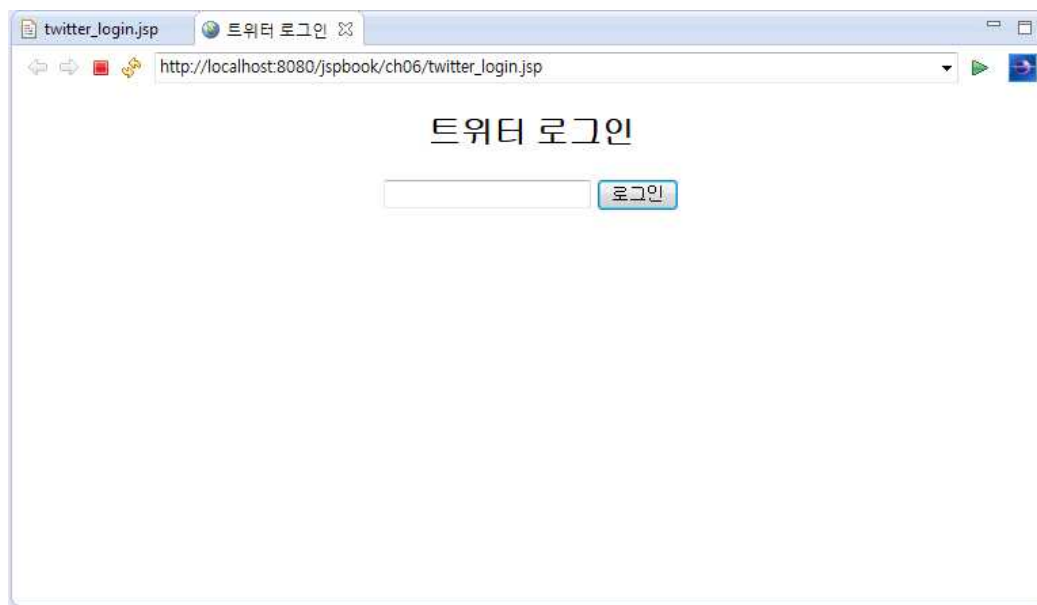 twitter_login.jsp 트위터 로그인
http://localhost:8080/jspbook/ch06/twitter_login.jsp
트위터 로그인
로그인